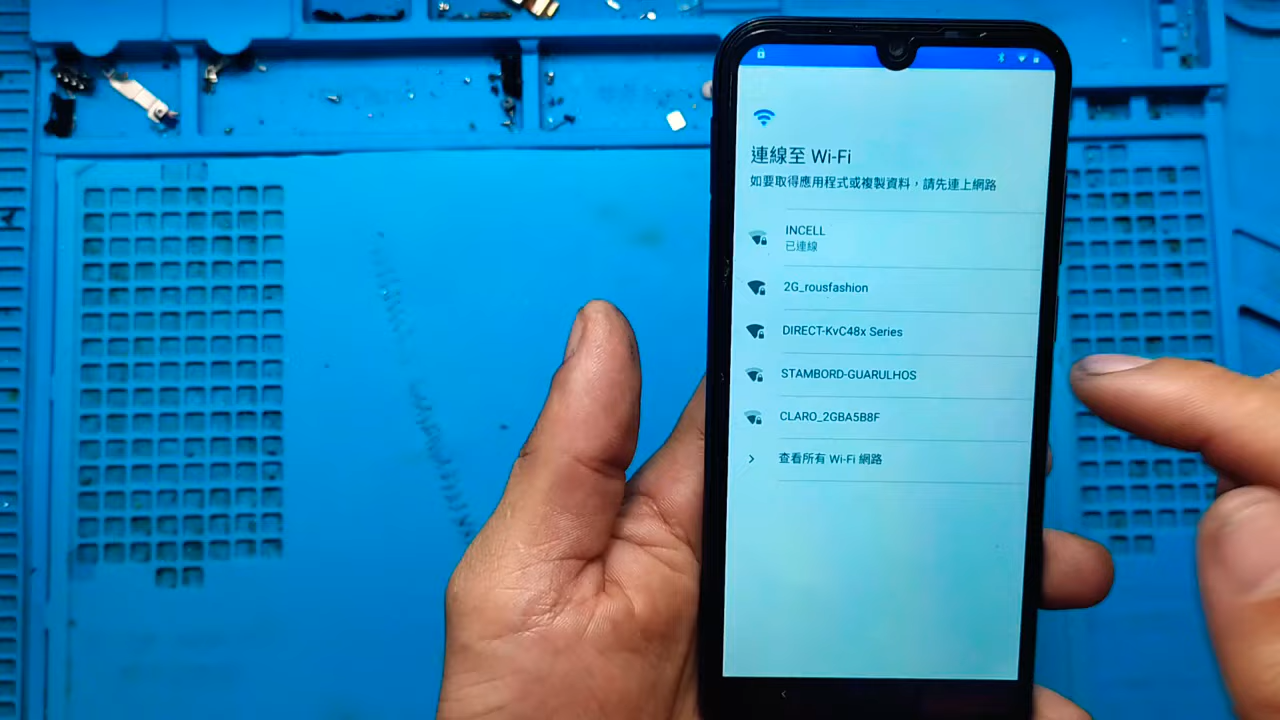 連線至 Wi-Fi
如要取得應用程式或複製資料，請先連上網路
INCELL
已連線
2G_rousfashion
DIRECT-KvC48x Series
STAMBORD-GUARULHOS
CLARO_2GBA5B8F
查看所有 Wi-Fi 網路